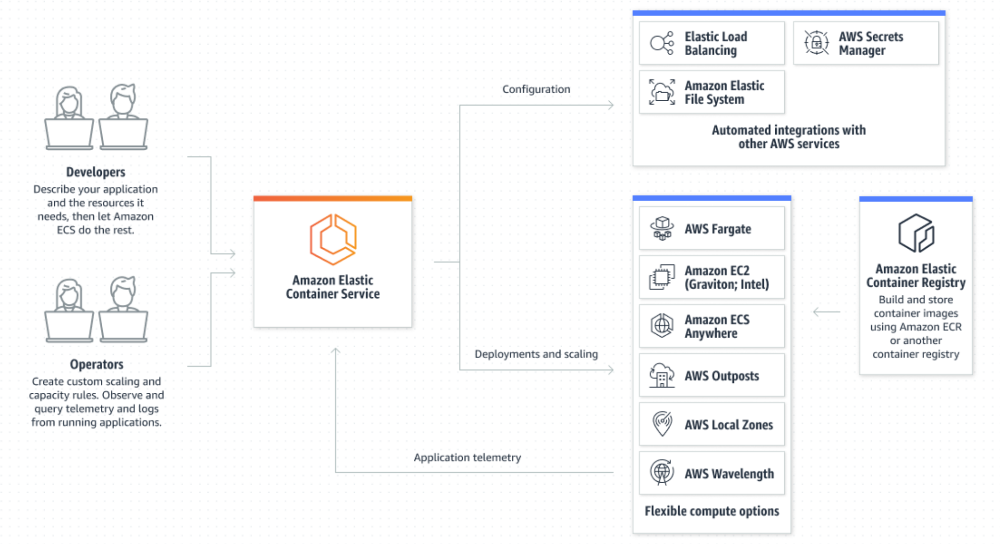 Developers
Describe your application
and the resources it
needs, then let Amazon
ECS do the rest.
Operators
Create custom scaling and
capacity rules. Observe and
query telemetry and logs
from running applications.
Amazon Elastic
Container Service
Configuration
Deployments and scaling
Application telemetry
Elastic Load
Balancing
AWS Secrets
Manager
Amazon Elastic
File System
Automated integrations with
other AWS services
AWS Fargate
Amazon EC2
(Graviton; Intel)
Amazon ECS
Anywhere
AWS Outposts
AWS Local Zones
AWS Wavelength
Flexible compute options
Amazon Elastic
Container Registry
Build and store
container images
using Amazon ECR
or another
container registry